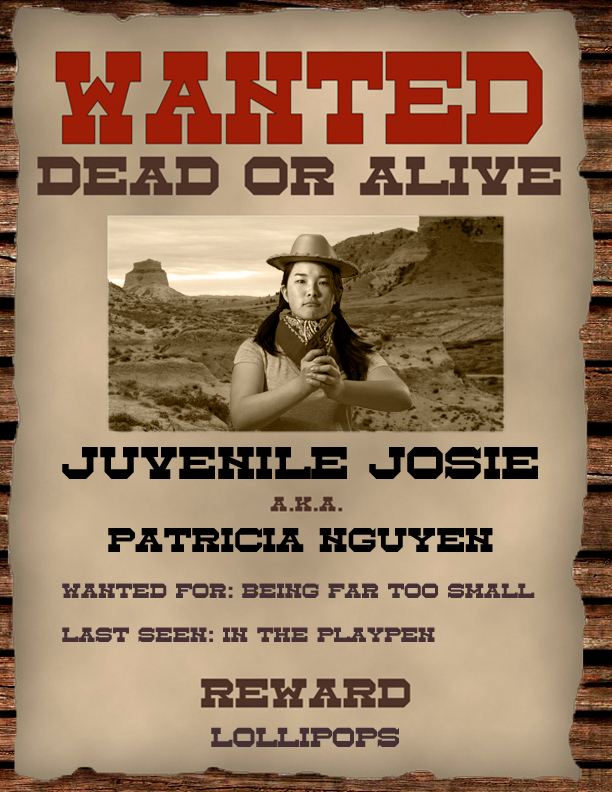 WANTED
DEAD OR ALIVE
JUVENILE JOSIE
A.K.A.
PATRICIA NGUYEN
WANTED FOR: BEING FAR TOO SMALL
LAST SEEN: IN THE PLAYPEN
REWARD
LOLLIPOPS